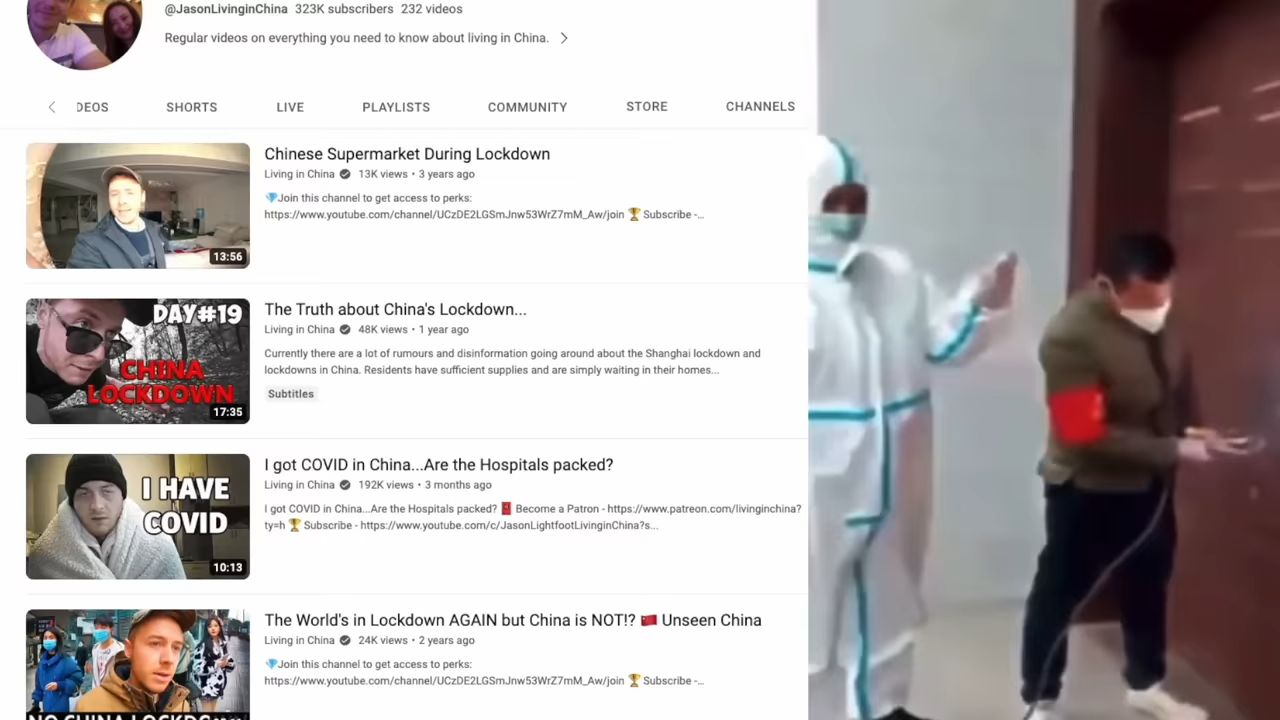 @JasonLivinginChina 323K subscribers 232 videos
Regular videos on everything you need to know about living in China.
DEOS SHORTS LIVE PLAYLISTS COMMUNITY STORE CHANNELS
13:56
Chinese Supermarket During Lockdown
Living in China 13K views • 3 years ago
💎Join this channel to get access to perks:
https://www.youtube.com/channel/UCzDE2LGSmJnw53WrZ7mM_Aw/join 🏆 Subscribe -...
DAY#19
CHINA
LOCKDOWN
17:35
The Truth about China's Lockdown...
Living in China 48K views • 1 year ago
Currently there are a lot of rumours and disinformation going around about the Shanghai lockdown and
lockdowns in China. Residents have sufficient supplies and are simply waiting in their homes...
Subtitles
I HAVE
COVID
10:13
I got COVID in China...Are the Hospitals packed?
Living in China 192K views • 3 months ago
I got COVID in China...Are the Hospitals packed? 🧧 Become a Patron - https://www.patreon.com/livinginchina?
ty=h 🏆 Subscribe - https://www.youtube.com/c/JasonLightfootLivinginChina?s...
NO CHINA LOCKDOWN
The World's in Lockdown AGAIN but China is NOT!? 🇨🇳 Unseen China
Living in China 24K views • 2 years ago
💎Join this channel to get access to perks:
https://www.youtube.com/channel/UCzDE2LGSmJnw53WrZ7mM_Aw/join 🏆 Subscribe -...